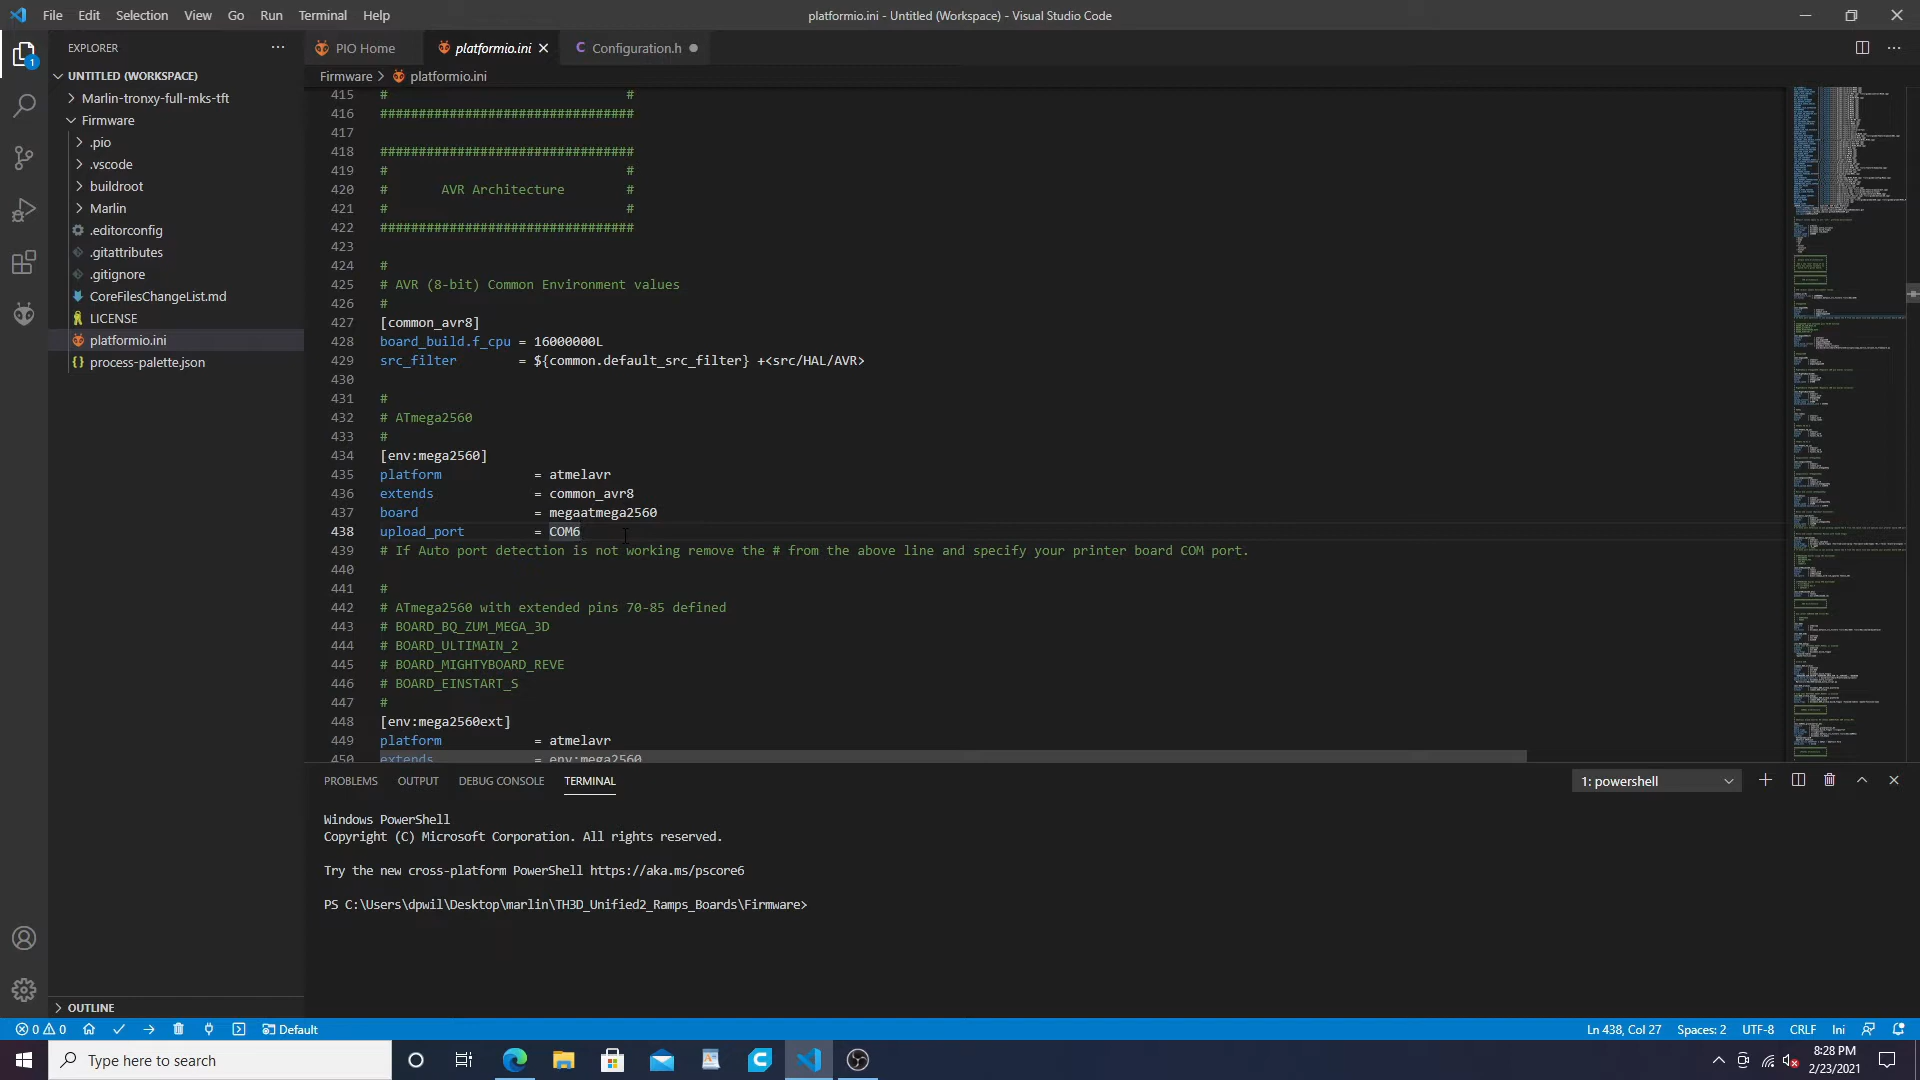 File Edit Selection View Go Run Terminal Help
platformio.ini - Untitled (Workspace) - Visual Studio Code
EXPLORER
PIO Home
platformio.ini
C Configuration.h
1
UNTITLED (WORKSPACE)
Firmware > platformio.ini
Marlin-tronxy-full-mks-tft
Firmware
.pio
.vscode
buildroot
Marlin
.editorconfig
.gitattributes
.gitignore
CoreFilesChangeList.md
LICENSE
platformio.ini
process-palette.json
415 # #
416 #################################
417
418 #################################
419 # #
420 # AVR Architecture #
421 # #
422 #################################
423
424 #
425 # AVR (8-bit) Common Environment values
426 #
427 [common_avr8]
428 board_build.f_cpu = 16000000L
429 src_filter = ${common.default_src_filter} +<src/HAL/AVR>
430
431 #
432 # ATmega2560
433 #
434 [env:mega2560]
435 platform = atmelavr
436 extends = common_avr8
437 board = megaatmega2560
438 upload_port = COM6
439 # If Auto port detection is not working remove the # from the above line and specify your printer board COM port.
440
441 #
442 # ATmega2560 with extended pins 70-85 defined
443 # BOARD_BQ_ZUM_MEGA_3D
444 # BOARD_ULTIMAIN_2
445 # BOARD_MIGHTYBOARD_REVE
446 # BOARD_EINSTART_S
447 #
448 [env:mega2560ext]
449 platform = atmelavr
450 extends = env:mega2560
PROBLEMS OUTPUT DEBUG CONSOLE TERMINAL
1: powershell
Windows PowerShell
Copyright (C) Microsoft Corporation. All rights reserved.
Try the new cross-platform PowerShell https://aka.ms/pscore6
PS C:\Users\dpwil\Desktop\marlin\TH3D_Unified2_Ramps_Boards\Firmware>
OUTLINE
0 0 Default
Ln 438, Col 27 Spaces: 2 UTF-8 CRLF Ini
Type here to search
8:28 PM
2/23/2021